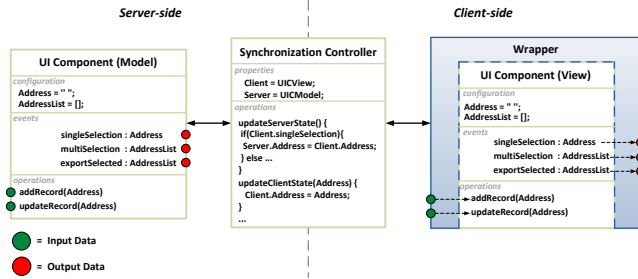 Server-side
Client-side
UI Component (Model)
configuration
Address = " ";
AddressList = [];
events
singleSelection : Address
multiSelection : AddressList
exportSelected : AddressList
operations
addRecord(Address)
updateRecord(Address)
Synchronization Controller
properties
Client = UICView;
Server = UICModel;
operations
updateServerState() {
if(Client.singleSelection){
Server.Address = Client.Address;
} else ...
}
updateClientState(Address) {
Client.Address = Address;
}
...
Wrapper
UI Component (View)
configuration
Address = " ";
AddressList = [];
events
singleSelection : Address
multiSelection : AddressList
exportSelected : AddressList
operations
addRecord(Address)
updateRecord(Address)
= Input Data
= Output Data